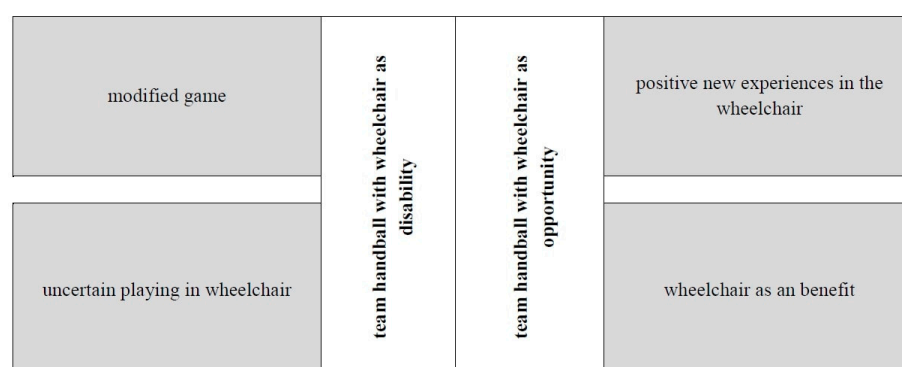 modified game
uncertain playing in wheelchair
team handball with wheelchair as
disability
team handball with wheelchair as
opportunity
positive new experiences in the
wheelchair
wheelchair as an benefit